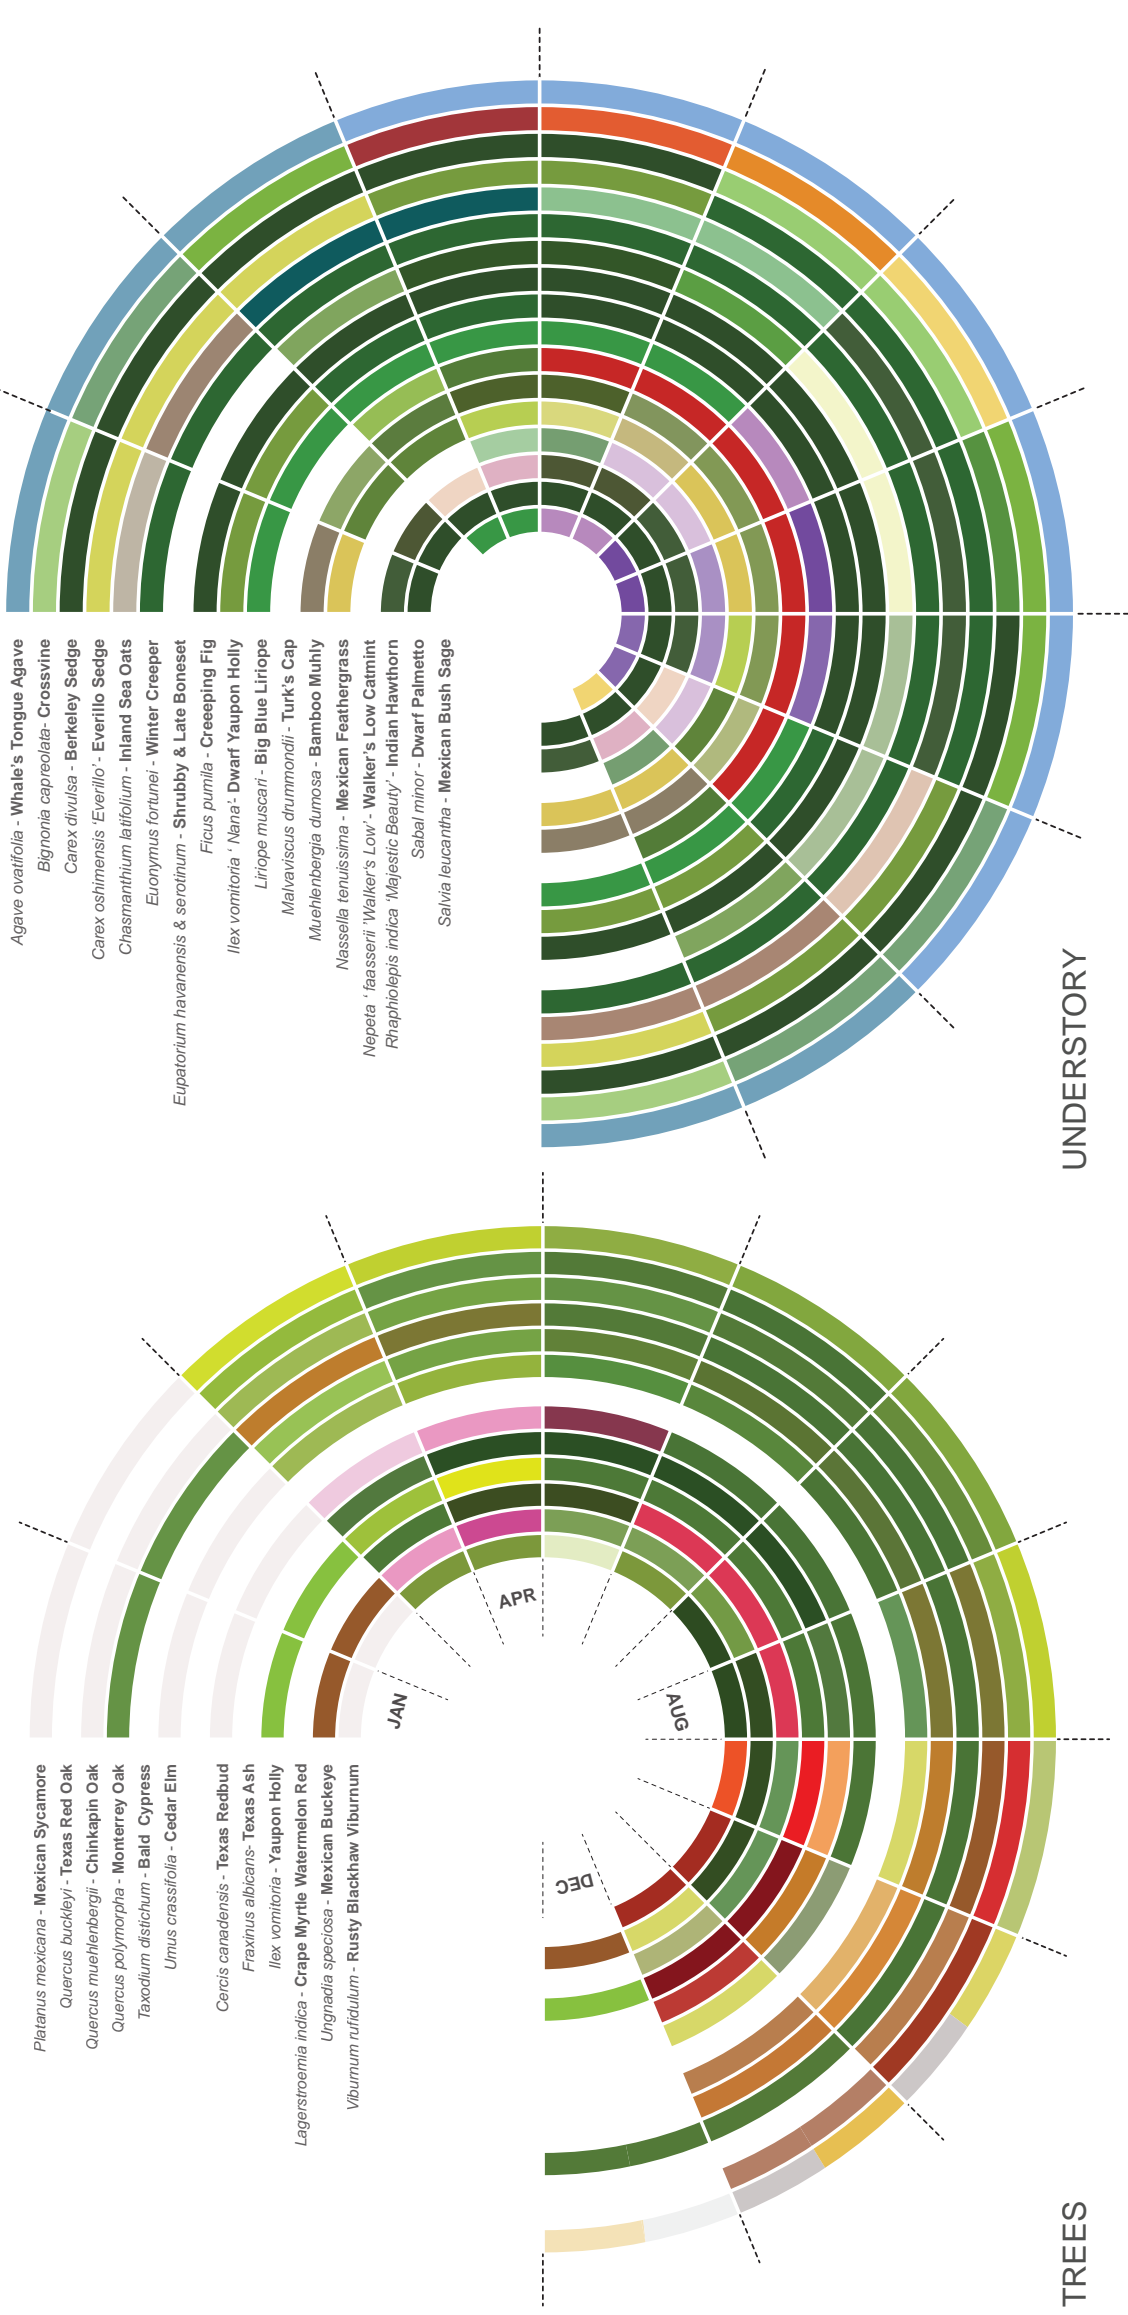 Agave ovatifolia - Whale's Tongue Agave
Bignonia capreolata- Crossvine
Carex divulsa - Berkeley Sedge
Carex oshimensis 'Everillo' - Everillo Sedge
Chasmanthium latifolium - Inland Sea Oats
Euonymus fortunei - Winter Creeper
Eupatorium havanensis & serotinum - Shrubby & Late Boneset
Ficus pumila - Creeeping Fig
Ilex vomitoria ' Nana'- Dwarf Yaupon Holly
Liriope muscari - Big Blue Liriope
Malvaviscus drummondii - Turk's Cap
Muehlenbergia dumosa - Bamboo Muhly
Nassella tenuissima - Mexican Feathergrass
Nepeta ' faasserii 'Walker's Low' - Walker's Low Catmint
Rhaphiolepis indica 'Majestic Beauty' - Indian Hawthorn
Sabal minor - Dwarf Palmetto
Salvia leucantha - Mexican Bush Sage
UNDERSTORY
APR
JAN
AUG
DEC
Platanus mexicana - Mexican Sycamore
Quercus buckleyi - Texas Red Oak
Quercus muehlenbergii - Chinkapin Oak
Quercus polymorpha - Monterrey Oak
Taxodium distichum - Bald Cypress
Umus crassifolia - Cedar Elm
Cercis canadensis - Texas Redbud
Fraxinus albicans- Texas Ash
Ilex vomitoria - Yaupon Holly
Lagerstroemia indica - Crape Myrtle Watermelon Red
Ungnadia speciosa - Mexican Buckeye
Viburnum rufidulum - Rusty Blackhaw Viburnum
TREES